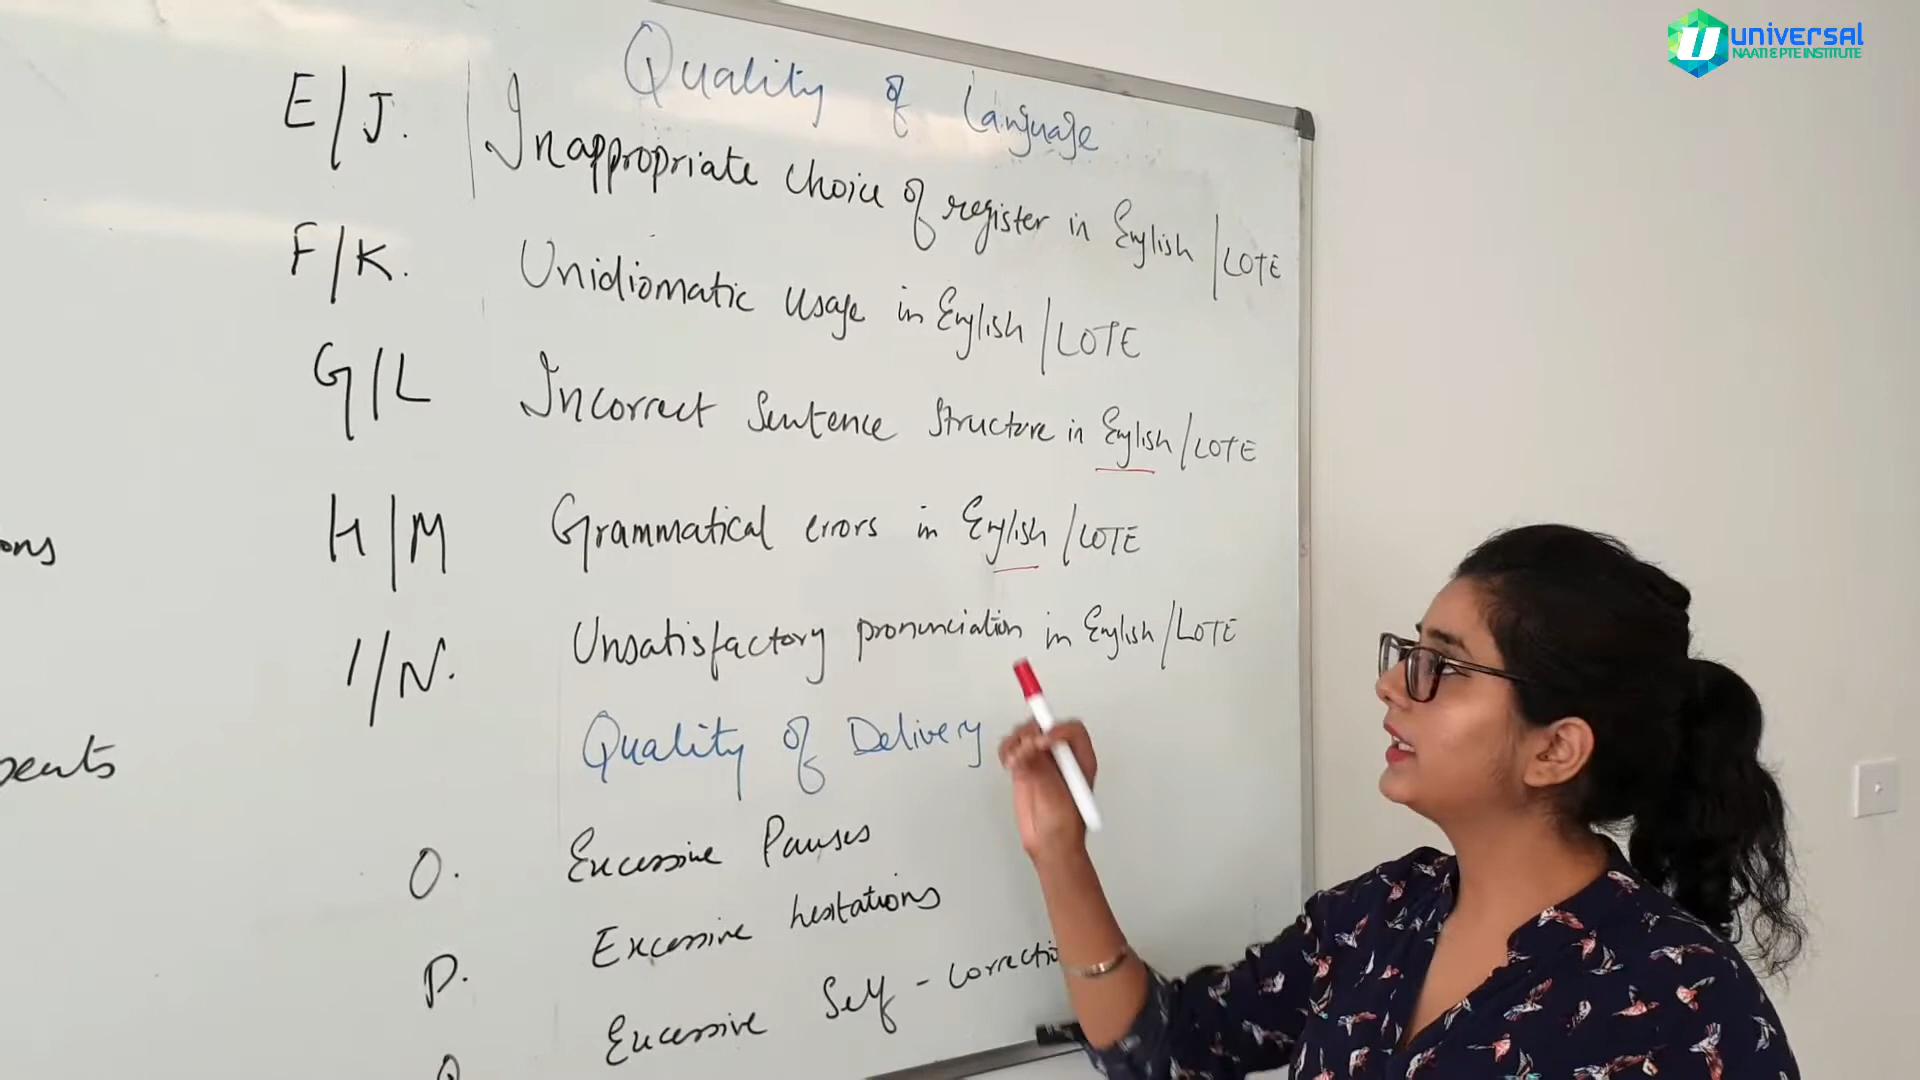 universal
NAATI & PTE INSTITUTE
Quality of Language
E/J. Inappropriate choice of register in English/LOTE
F/K. Unidiomatic usage in English/LOTE
G/L Incorrect Sentence Structure in English/LOTE
H/M Grammatical errors in English/LOTE
I/N. Unsatisfactory pronunciation in English/LOTE
Quality of Delivery
O. Excessive Pauses
P. Excessive hesitations
Q Excessive Self-correctio
ons